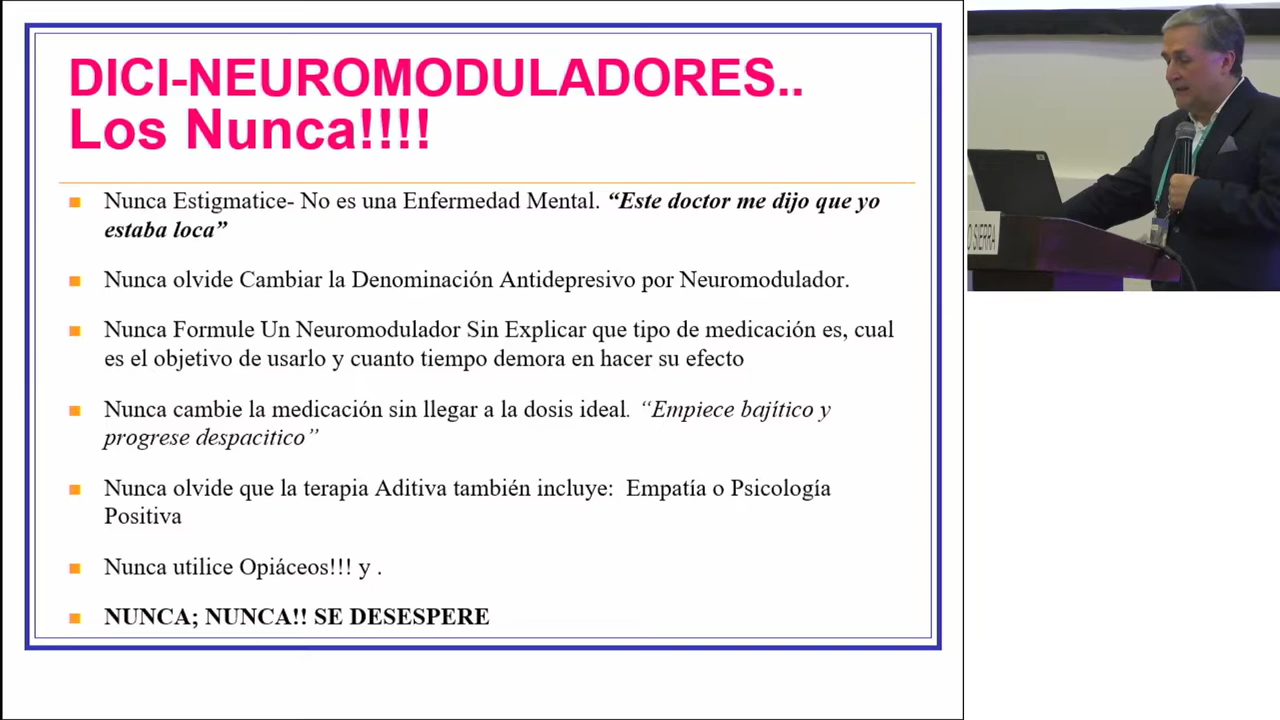 DICI-NEUROMODULADORES..
Los Nunca!!!!
Nunca Estigmatice- No es una Enfermedad Mental. “Este doctor me dijo que yo
estaba loca”
Nunca olvide Cambiar la Denominación Antidepresivo por Neuromodulador.
Nunca Formule Un Neuromodulador Sin Explicar que tipo de medicación es, cual
es el objetivo de usarlo y cuanto tiempo demora en hacer su efecto
Nunca cambie la medicación sin llegar a la dosis ideal. “Empiece bajítico y
progrese despacitico”
Nunca olvide que la terapia Aditiva también incluye:  Empatía o Psicología
Positiva
Nunca utilice Opiáceos!!! y .
NUNCA; NUNCA!! SE DESESPERE
O SIERRA